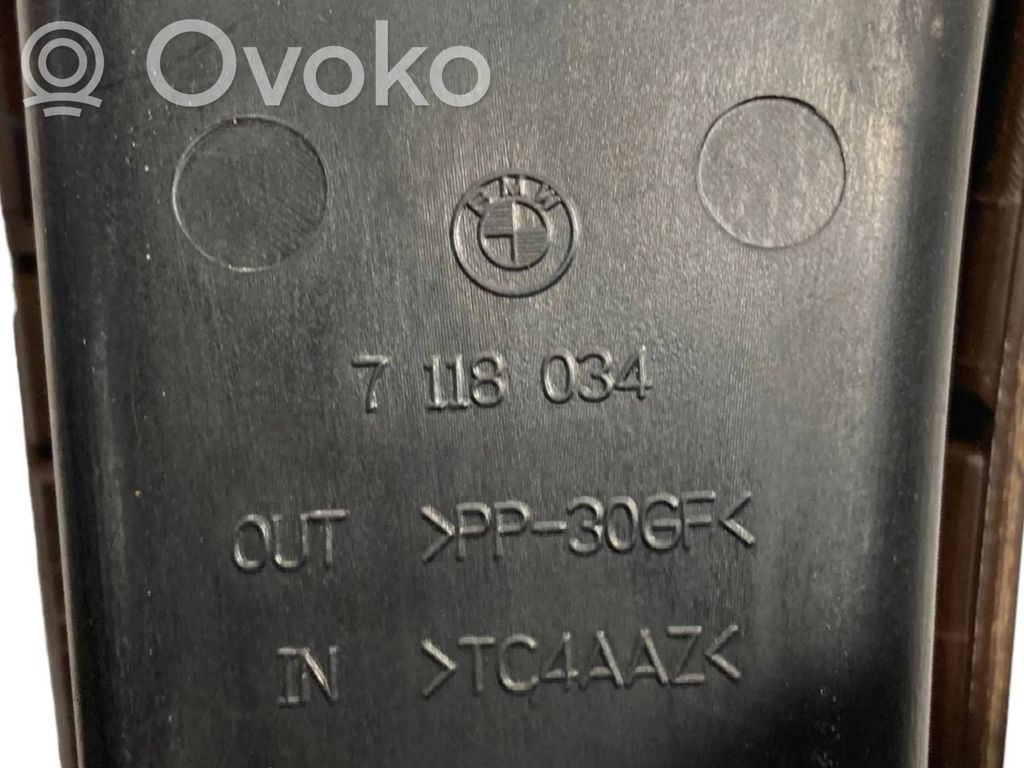 Ovoko
BMW
7 118 034
OUT >PP-30GF<
IN >TC4AAZ<